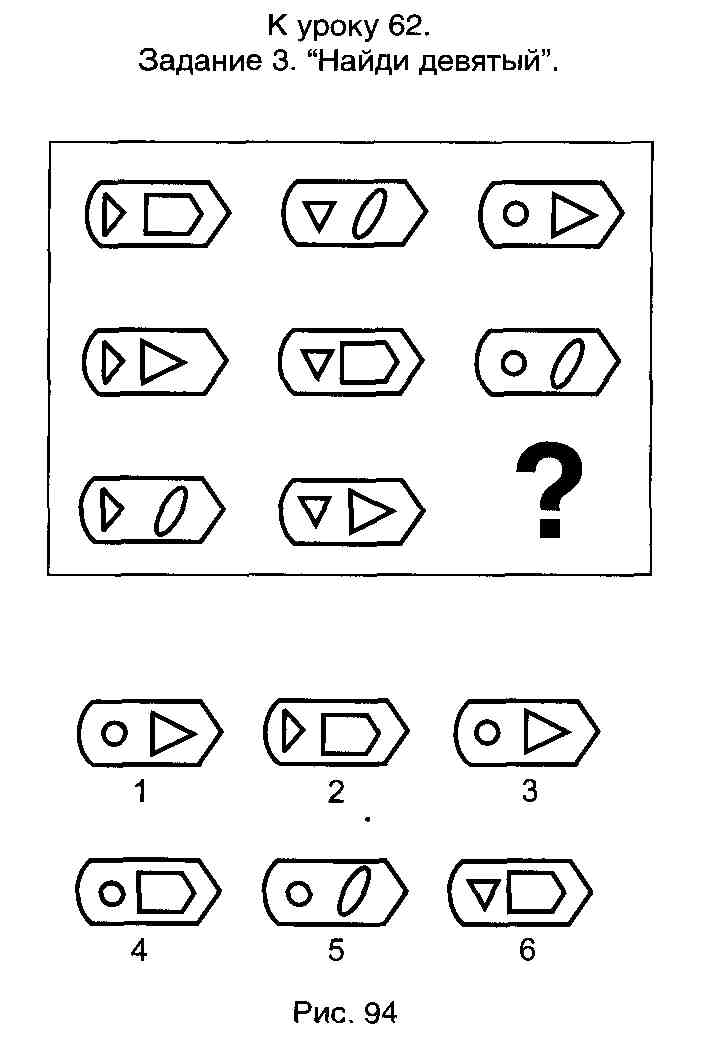 К уроку 62.
Задание 3. “Найди девятый”.
?
1 2 3
4 5 6
Рис. 94